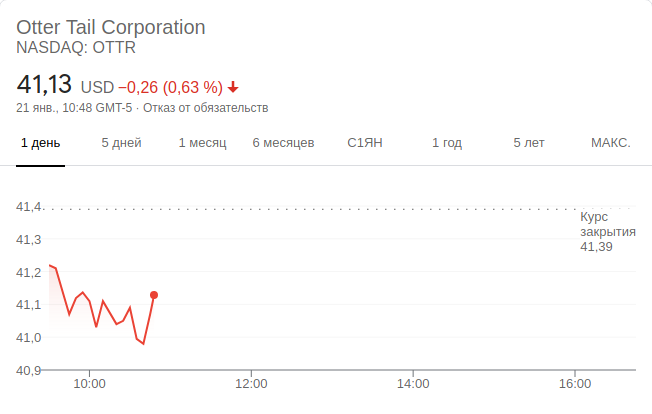 Otter Tail Corporation
NASDAQ: OTTR
41,13 USD −0,26 (0,63 %)
21 янв., 10:48 GMT-5 · Отказ от обязательств
1 день 5 дней 1 месяц 6 месяцев С1ЯН 1 год 5 лет МАКС.
41,4
Курс
закрытия
41,39
41,3
41,2
41,1
41,0
40,9
10:00 12:00 14:00 16:00